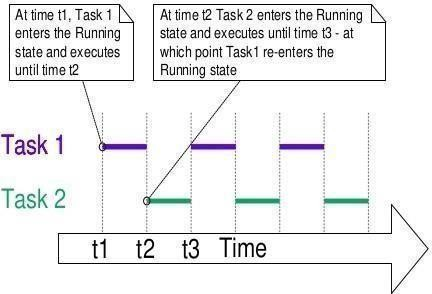 At time t1, Task 1
enters the Running
state and executes
until time t2
At time t2 Task 2 enters the Running
state and executes until time t3 - at
which point Task1 re-enters the
Running state
Task 1
Task 2
t1 t2 t3 Time